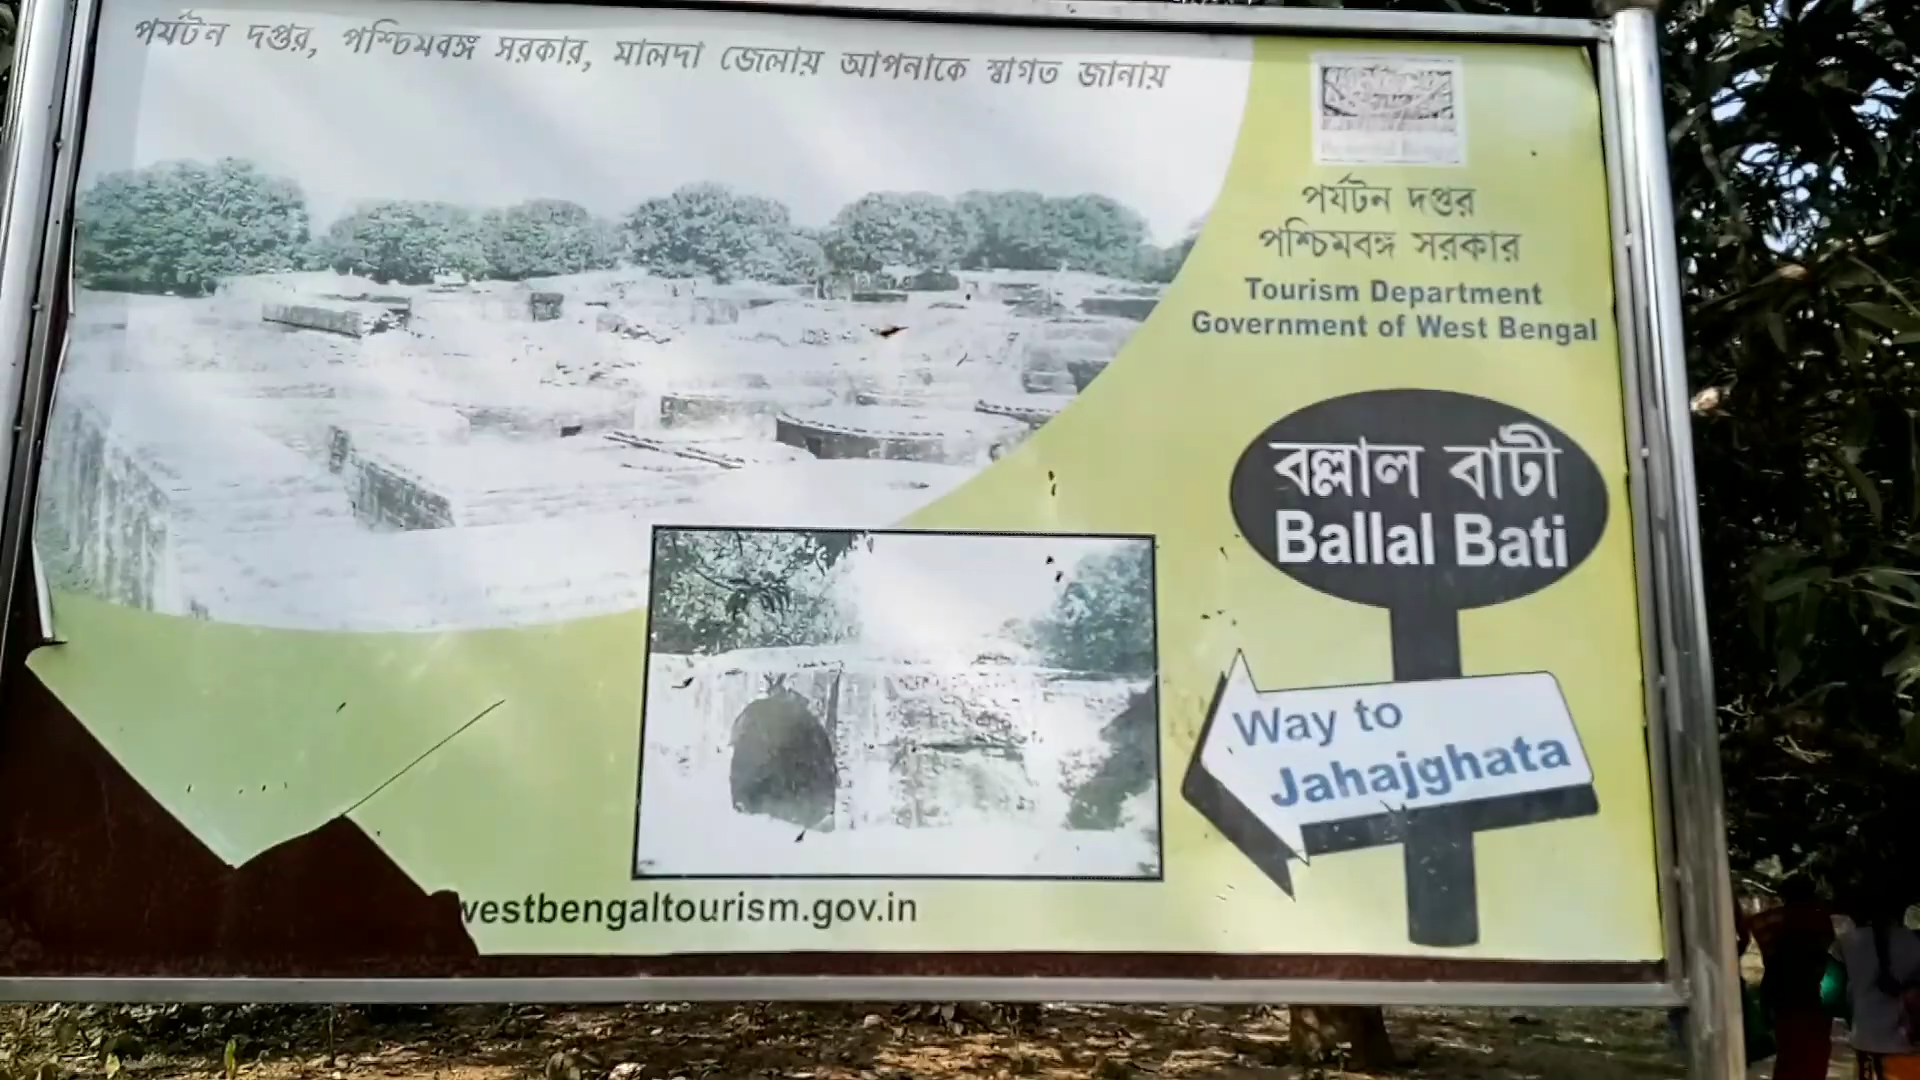 পর্যটন দপ্তর, পশ্চিমবঙ্গ সরকার, মালদা জেলায় আপনাকে স্বাগত জানায়
পর্যটন দপ্তর
পশ্চিমবঙ্গ সরকার
Tourism Department
Government of West Bengal
বল্লাল বাটী
Ballal Bati
Way to
Jahajghata
westbengaltourism.gov.in